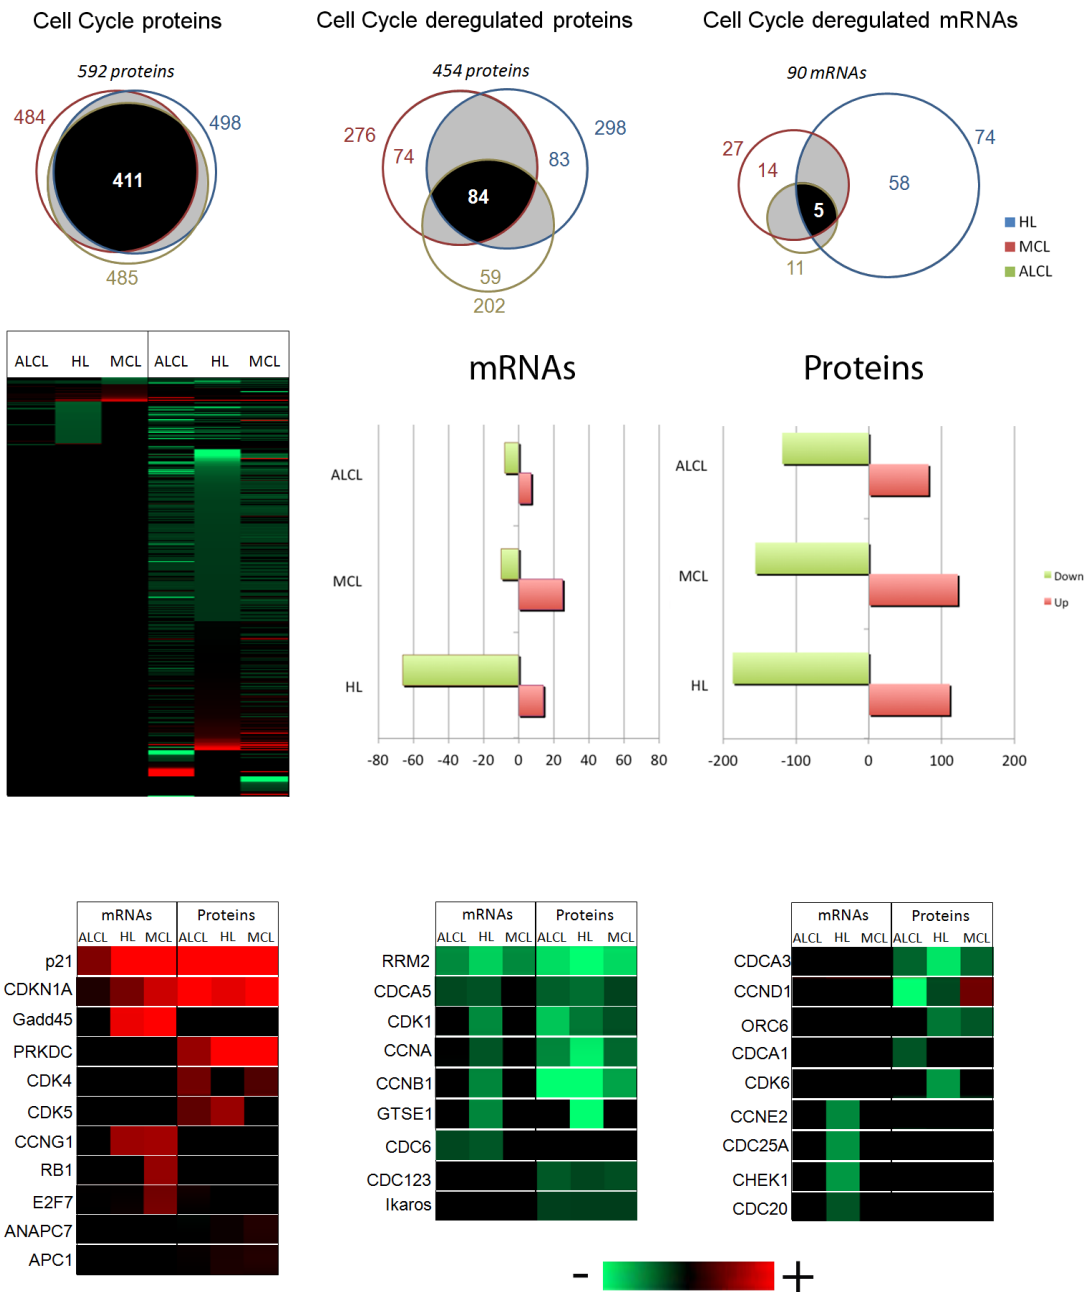 Cell Cycle proteins
Cell Cycle deregulated proteins
Cell Cycle deregulated mRNAs
592 proteins
454 proteins
90 mRNAs
484
498
411
485
276
74
298
83
84
59
202
27
14
74
58
5
11
HL
MCL
ALCL
ALCL HL MCL ALCL HL MCL
mRNAs
ALCL
MCL
HL
-80 -60 -40 -20 0 20 40 60 80
Proteins
ALCL
MCL
HL
-200 -100 0 100 200
Down
Up
mRNAs Proteins
ALCL HL MCL ALCL HL MCL
p21
CDKN1A
Gadd45
PRKDC
CDK4
CDK5
CCNG1
RB1
E2F7
ANAPC7
APC1
mRNAs Proteins
ALCL HL MCL ALCL HL MCL
RRM2
CDCA5
CDK1
CCNA
CCNB1
GTSE1
CDC6
CDC123
Ikaros
mRNAs Proteins
ALCL HL MCL ALCL HL MCL
CDCA3
CCND1
ORC6
CDCA1
CDK6
CCNE2
CDC25A
CHEK1
CDC20
- +